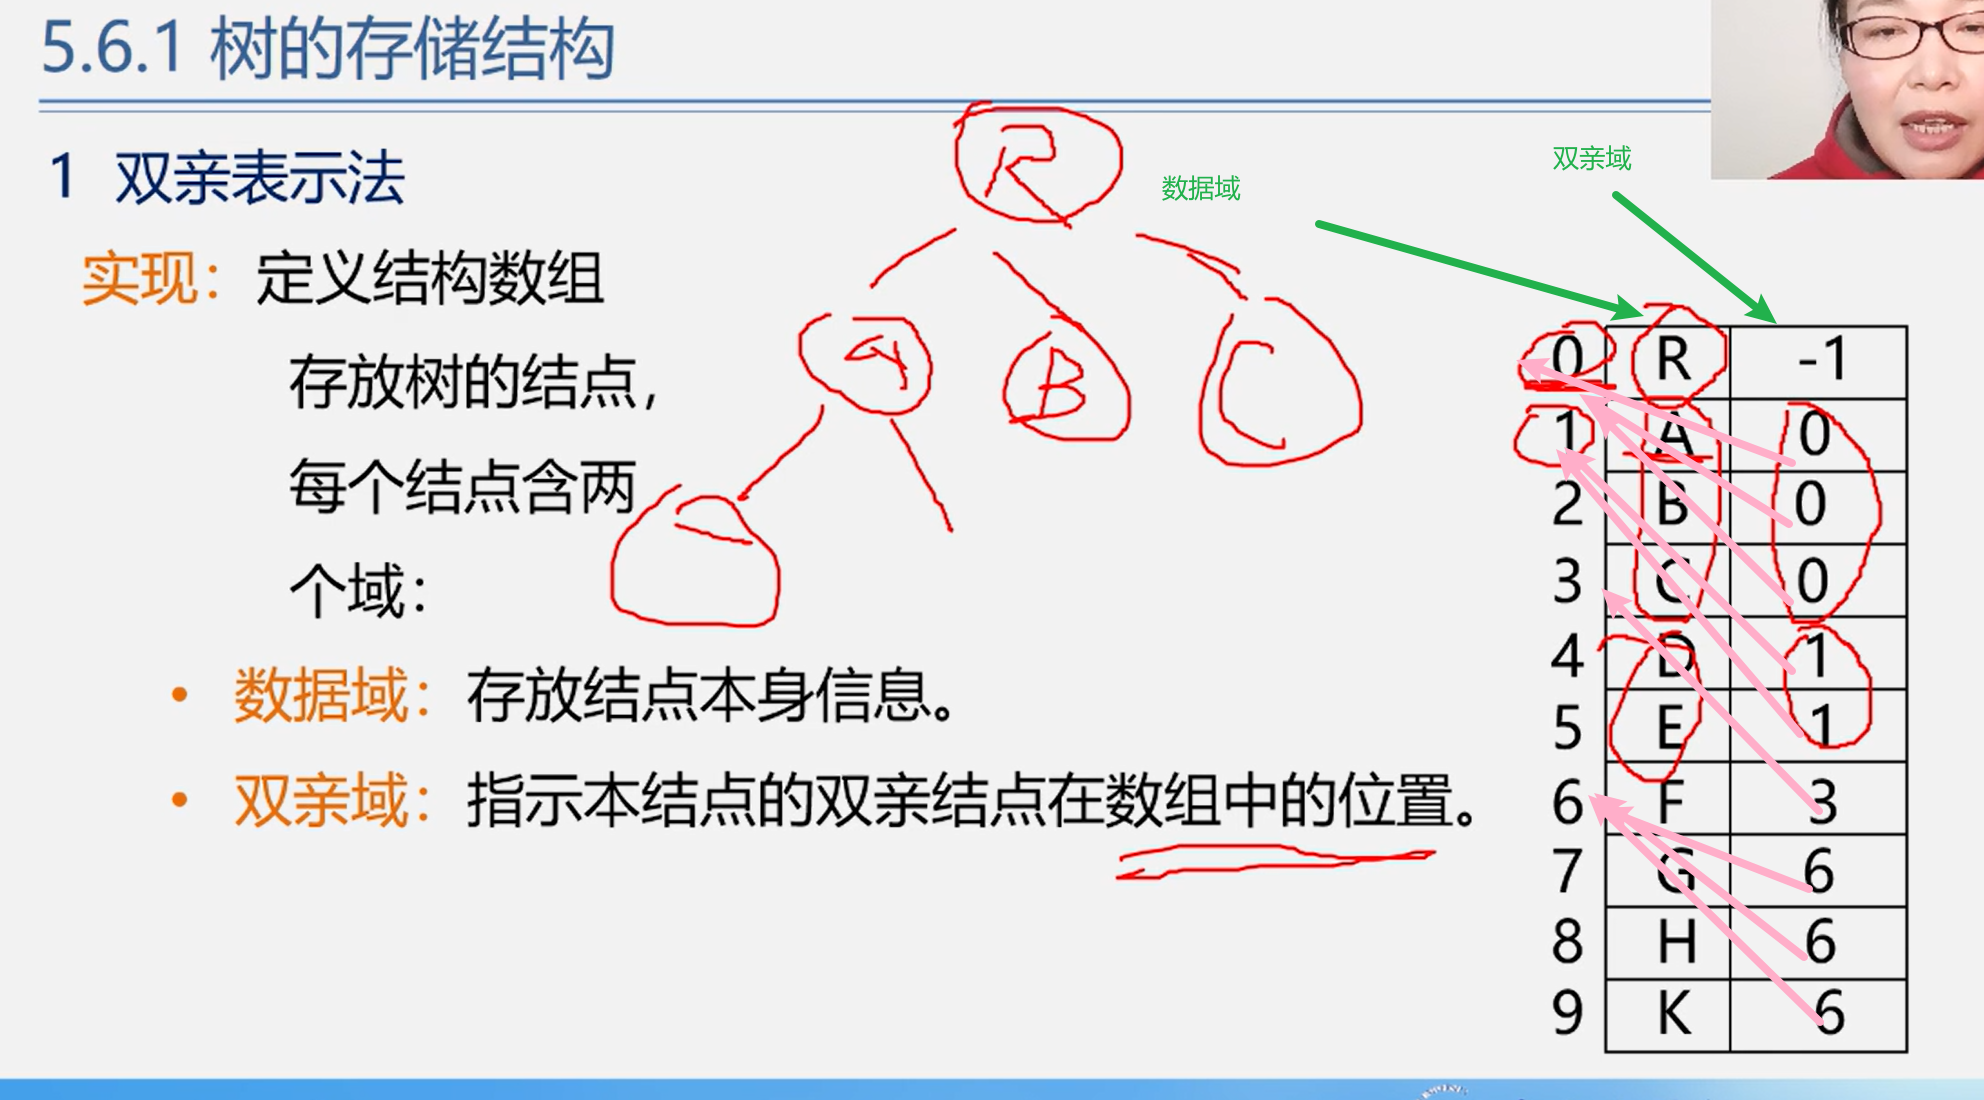 5.6.1 树的存储结构
1 双亲表示法
实现：定义结构数组
存放树的结点，
每个结点含两
个域：
• 数据域：存放结点本身信息。
• 双亲域：指示本结点的双亲结点在数组中的位置。
R
A B C
数据域
双亲域
0 R -1
1 A 0
2 B 0
3 C 0
4 D 1
5 E 1
6 F 3
7 G 6
8 H 6
9 K 6